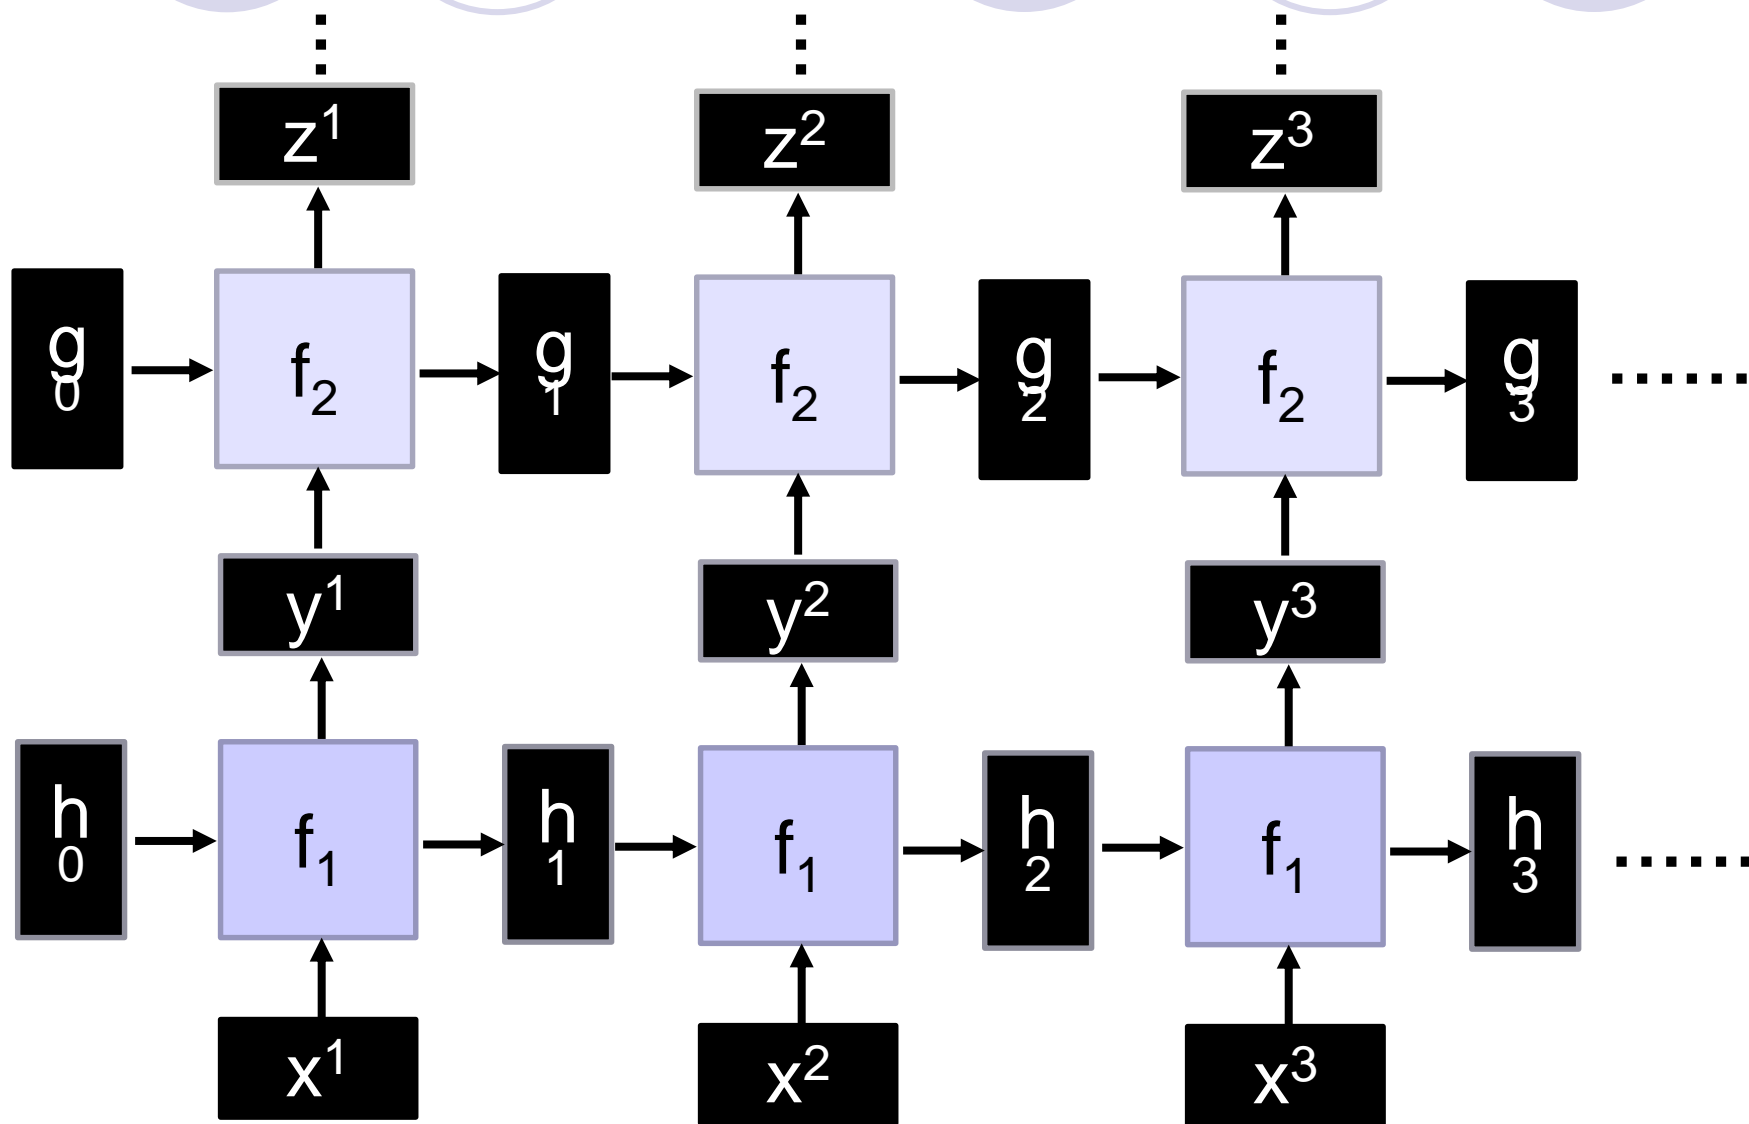 z¹ z² z³
g₀ f₂ g₁ f₂ g₂ f₂ g₃
y¹ y² y³
h₀ f₁ h₁ f₁ h₂ f₁ h₃
x¹ x² x³